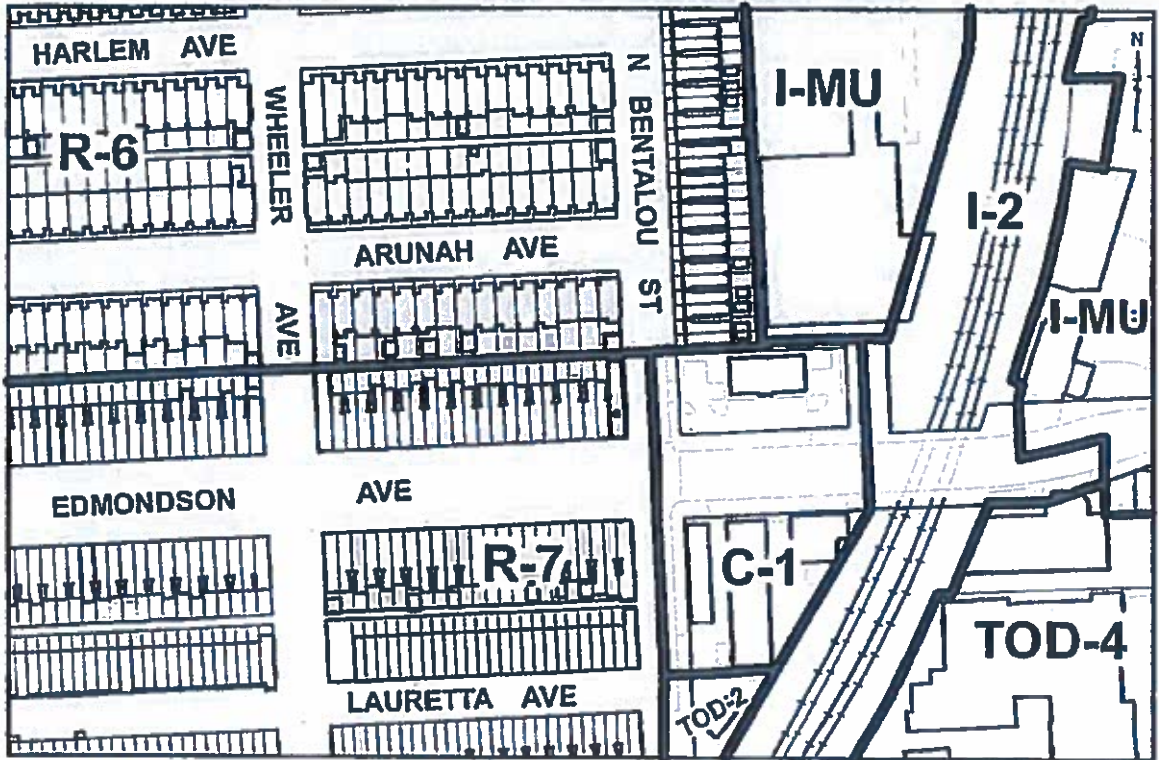 HARLEM AVE
N
I-MU
R-6
WHEELER
AVE
N BENTALOU ST
I-2
ARUNAH AVE
I-MU
EDMONDSON AVE
R-7
C-1
TOD-4
LAURETTA AVE
TOD-2